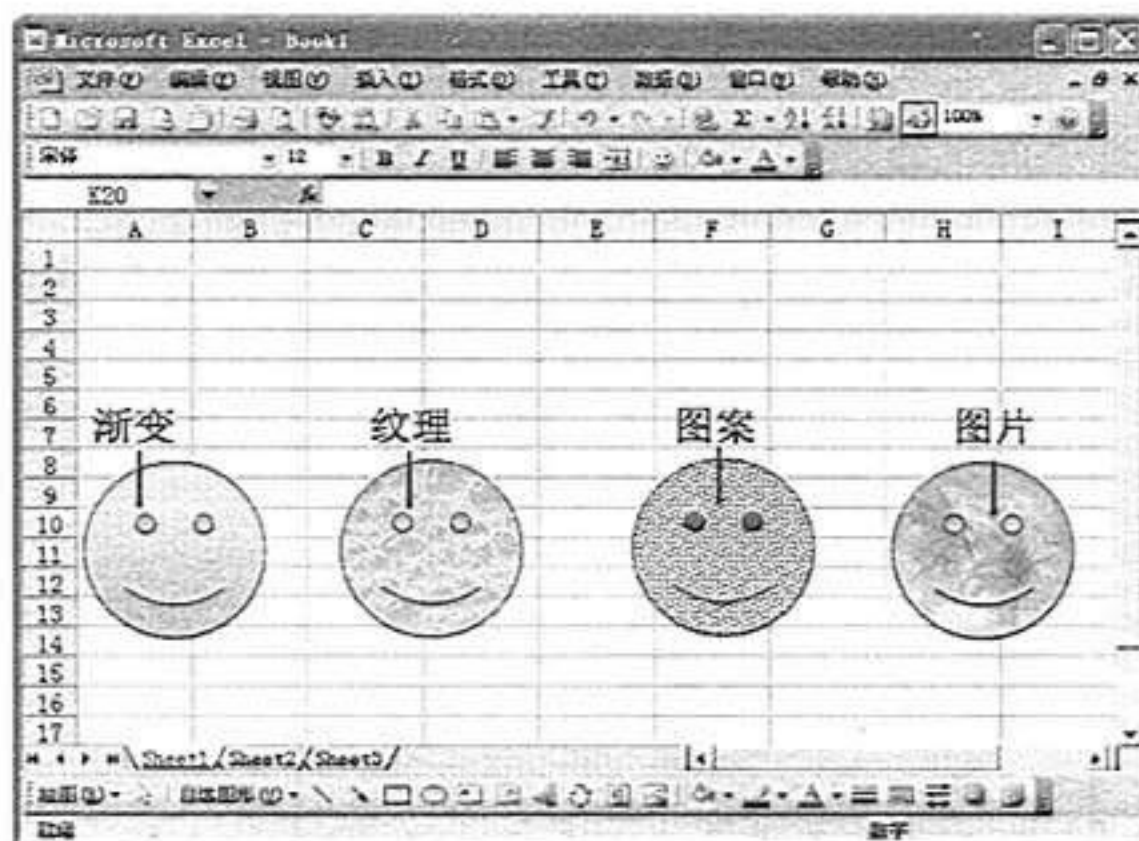 Microsoft Excel - Book1
文件(F) 编辑(E) 视图(V) 插入(I) 格式(O) 工具(T) 数据(D) 窗口(W) 帮助(H)
100%
宋体 12 B I U
K20 fx
A B C D E F G H I
1
2
3
4
5
6
7
渐变 纹理 图案 图片
8
9
10
11
12
13
14
15
16
17
Sheet1 Sheet2 Sheet3
绘图(D) 自选图形(U)
就绪 数字